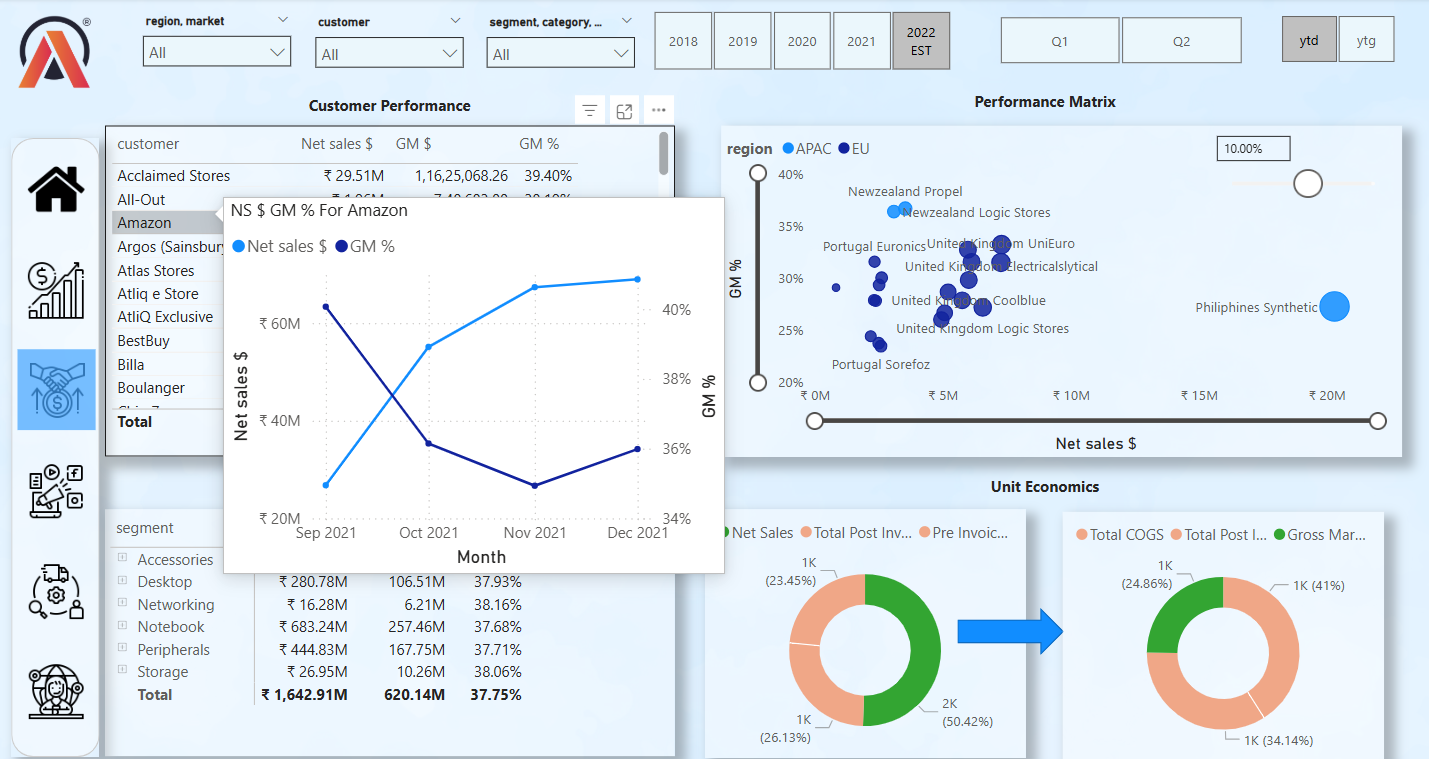 region, market
customer
segment, category, ...
All
All
All
2018
2019
2020
2021
2022
EST
Q1
Q2
ytd
ytg
®
Customer Performance
customer Net sales $ GM $ GM %
Acclaimed Stores ₹ 29.51M 1,16,25,068.26 39.40%
All-Out
Amazon
Argos (Sainsbury
Atlas Stores
Atliq e Store
AtliQ Exclusive
BestBuy
Billa
Boulanger
Total
NS $ GM % For Amazon
Net sales $ GM %
Net sales $
₹ 60M
₹ 40M
₹ 20M
40%
38%
36%
34%
GM %
Sep 2021 Oct 2021 Nov 2021 Dec 2021
Month
segment
Accessories
Desktop ₹ 280.78M 106.51M 37.93%
Networking ₹ 16.28M 6.21M 38.16%
Notebook ₹ 683.24M 257.46M 37.68%
Peripherals ₹ 444.83M 167.75M 37.71%
Storage ₹ 26.95M 10.26M 38.06%
Total ₹ 1,642.91M 620.14M 37.75%
Performance Matrix
region APAC EU
10.00%
GM %
40%
35%
30%
25%
20%
Newzealand Propel
Newzealand Logic Stores
Portugal Euronics
United Kingdom UniEuro
United Kingdom Electricalslytical
United Kingdom Coolblue
United Kingdom Logic Stores
Portugal Sorefoz
Philiphines Synthetic
₹ 0M ₹ 5M ₹ 10M ₹ 15M ₹ 20M
Net sales $
Unit Economics
Net Sales Total Post Inv... Pre Invoic...
1K
(23.45%)
1K
(26.13%)
2K
(50.42%)
Total COGS Total Post I... Gross Mar...
1K
(24.86%)
1K (41%)
1K (34.14%)